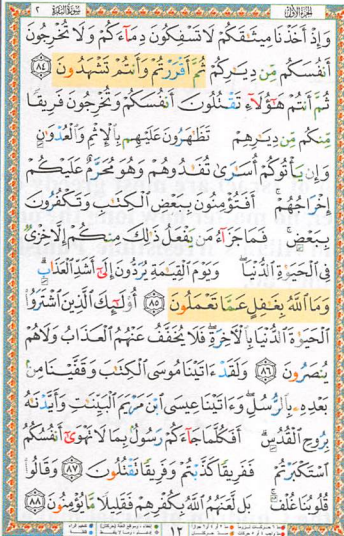 الجزء الأول سورة البقرة ٢
وَإِذْ أَخَذْنَا مِيثَـٰقَكُمْ لَا تَسْفِكُونَ دِمَآءَكُمْ وَلَا تُخْرِجُونَ
أَنفُسَكُم مِّن دِيَـٰرِكُمْ ثُمَّ أَقْرَرْتُمْ وَأَنتُمْ تَشْهَدُونَ ٨٤
ثُمَّ أَنتُمْ هَـٰٓؤُلَآءِ تَقْتُلُونَ أَنفُسَكُمْ وَتُخْرِجُونَ فَرِيقًا
مِّنكُم مِّن دِيَـٰرِهِمْ تَظَـٰهَرُونَ عَلَيْهِم بِٱلْإِثْمِ وَٱلْعُدْوَٰنِ
وَإِن يَأْتُوكُمْ أُسَـٰرَىٰ تُفَـٰدُوهُمْ وَهُوَ مُحَرَّمٌ عَلَيْكُمْ
إِخْرَاجُهُمْ ۚ أَفَتُؤْمِنُونَ بِبَعْضِ ٱلْكِتَـٰبِ وَتَكْفُرُونَ
بِبَعْضٍ ۚ فَمَا جَزَآءُ مَن يَفْعَلُ ذَٰلِكَ مِنكُمْ إِلَّا خِزْىٌ
فِى ٱلْحَيَوٰةِ ٱلدُّنْيَا ۖ وَيَوْمَ ٱلْقِيَـٰمَةِ يُرَدُّونَ إِلَىٰٓ أَشَدِّ ٱلْعَذَابِ ۗ
وَمَا ٱللَّهُ بِغَـٰفِلٍ عَمَّا تَعْمَلُونَ ٨٥ أُو۟لَـٰٓئِكَ ٱلَّذِينَ ٱشْتَرَوُا۟
ٱلْحَيَوٰةَ ٱلدُّنْيَا بِٱلْـَٔاخِرَةِ ۖ فَلَا يُخَفَّفُ عَنْهُمُ ٱلْعَذَابُ وَلَا هُمْ
يُنصَرُونَ ٨٦ وَلَقَدْ ءَاتَيْنَا مُوسَى ٱلْكِتَـٰبَ وَقَفَّيْنَا مِنۢ
بَعْدِهِۦ بِٱلرُّسُلِ ۖ وَءَاتَيْنَا عِيسَى ٱبْنَ مَرْيَمَ ٱلْبَيِّنَـٰتِ وَأَيَّدْنَـٰهُ
بِرُوحِ ٱلْقُدُسِ ۗ أَفَكُلَّمَا جَآءَكُمْ رَسُولٌۢ بِمَا لَا تَهْوَىٰٓ أَنفُسُكُمُ
ٱسْتَكْبَرْتُمْ فَفَرِيقًا كَذَّبْتُمْ وَفَرِيقًا تَقْتُلُونَ ٨٧ وَقَالُوا۟
قُلُوبُنَا غُلْفٌۢ ۚ بَل لَّعَنَهُمُ ٱللَّهُ بِكُفْرِهِمْ فَقَلِيلًا مَّا يُؤْمِنُونَ ٨٨
١٣